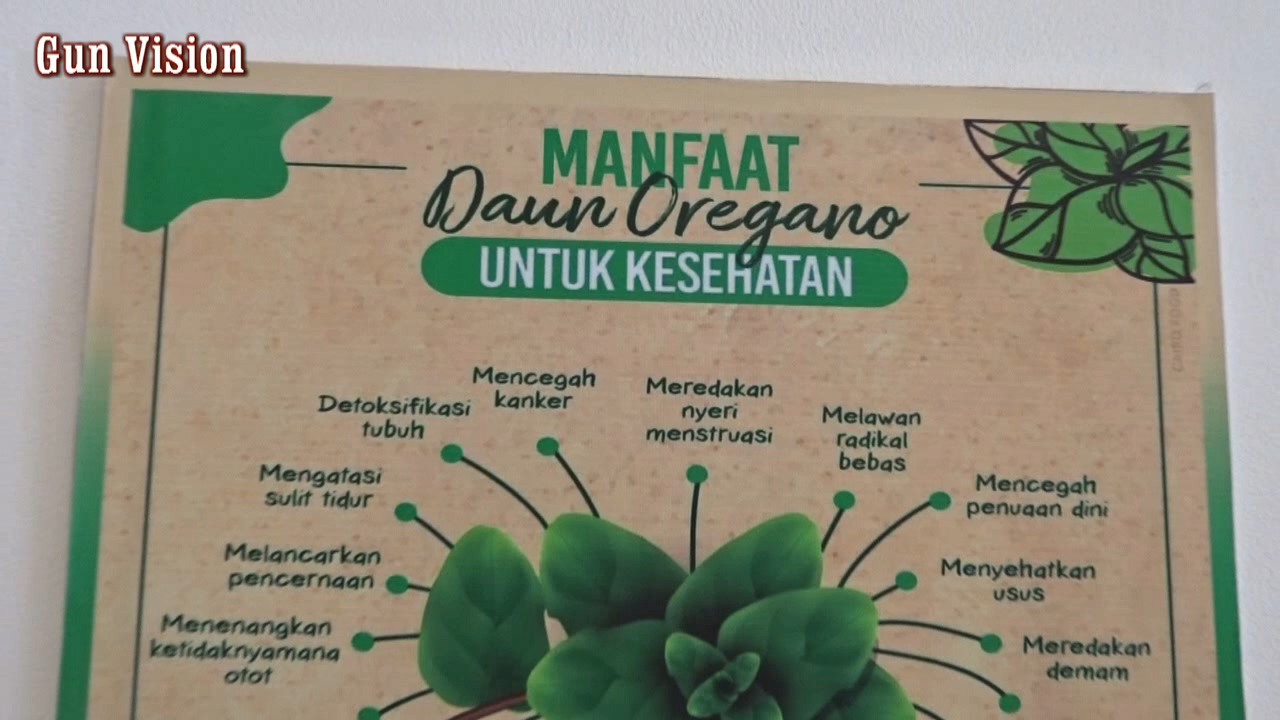 Gun Vision
MANFAAT
Daun Oregano
UNTUK KESEHATAN
Mencegah
kanker
Meredakan
nyeri
menstruasi
Detoksifikasi
tubuh
Melawan
radikal
bebas
Mengatasi
sulit tidur
Mencegah
penuaan dini
Melancarkan
pencernaan
Menyehatkan
usus
Menenangkan
ketidaknyamana
otot
Meredakan
demam